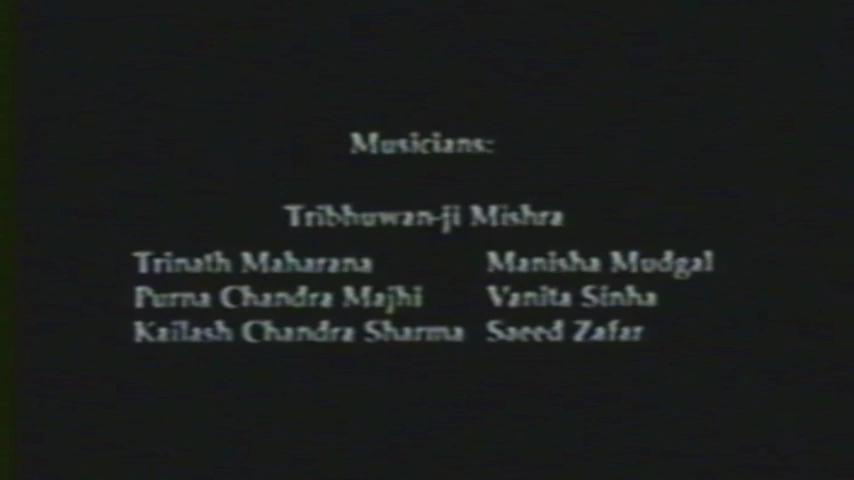 Musicians:
Tribhuwan-ji Mishra
Trinath Maharana Manisha Mudgal
Purna Chandra Majhi Vanita Sinha
Kailash Chandra Sharma Saeed Zafar